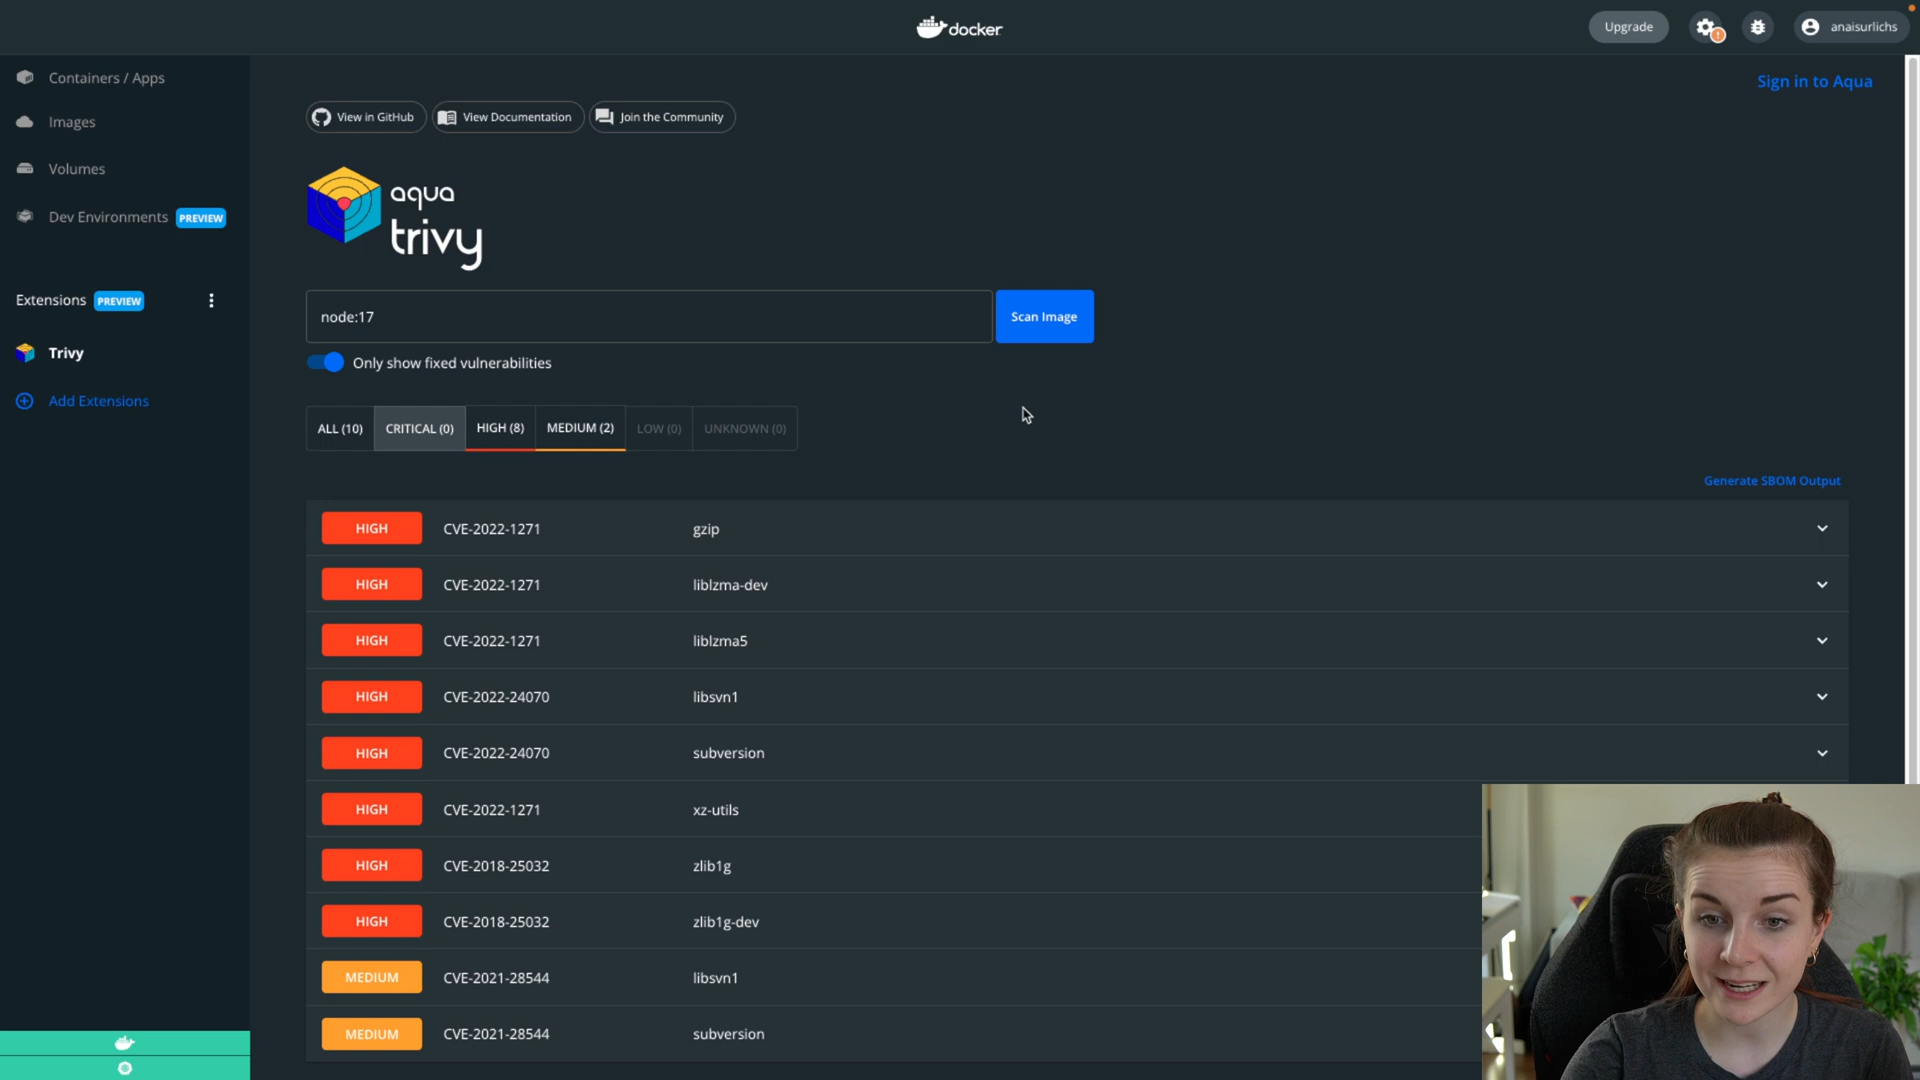 docker
Upgrade
!
anaisurlichs
Containers / Apps
Images
Volumes
Dev Environments PREVIEW
Extensions PREVIEW
Trivy
Add Extensions
Sign in to Aqua
View in GitHub
View Documentation
Join the Community
aqua
trivy
node:17
Scan Image
Only show fixed vulnerabilities
ALL (10)
CRITICAL (0)
HIGH (8)
MEDIUM (2)
LOW (0)
UNKNOWN (0)
Generate SBOM Output
HIGH CVE-2022-1271 gzip
HIGH CVE-2022-1271 liblzma-dev
HIGH CVE-2022-1271 liblzma5
HIGH CVE-2022-24070 libsvn1
HIGH CVE-2022-24070 subversion
HIGH CVE-2022-1271 xz-utils
HIGH CVE-2018-25032 zlib1g
HIGH CVE-2018-25032 zlib1g-dev
MEDIUM CVE-2021-28544 libsvn1
MEDIUM CVE-2021-28544 subversion